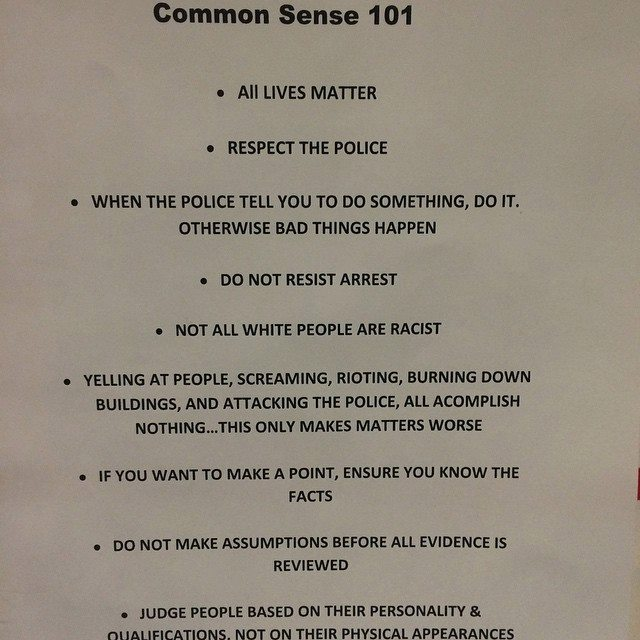 Common Sense 101
• All LIVES MATTER
• RESPECT THE POLICE
• WHEN THE POLICE TELL YOU TO DO SOMETHING, DO IT.
OTHERWISE BAD THINGS HAPPEN
• DO NOT RESIST ARREST
• NOT ALL WHITE PEOPLE ARE RACIST
• YELLING AT PEOPLE, SCREAMING, RIOTING, BURNING DOWN
BUILDINGS, AND ATTACKING THE POLICE, ALL ACOMPLISH
NOTHING...THIS ONLY MAKES MATTERS WORSE
• IF YOU WANT TO MAKE A POINT, ENSURE YOU KNOW THE
FACTS
• DO NOT MAKE ASSUMPTIONS BEFORE ALL EVIDENCE IS
REVIEWED
• JUDGE PEOPLE BASED ON THEIR PERSONALITY &
QUALIFICATIONS, NOT ON THEIR PHYSICAL APPEARANCES